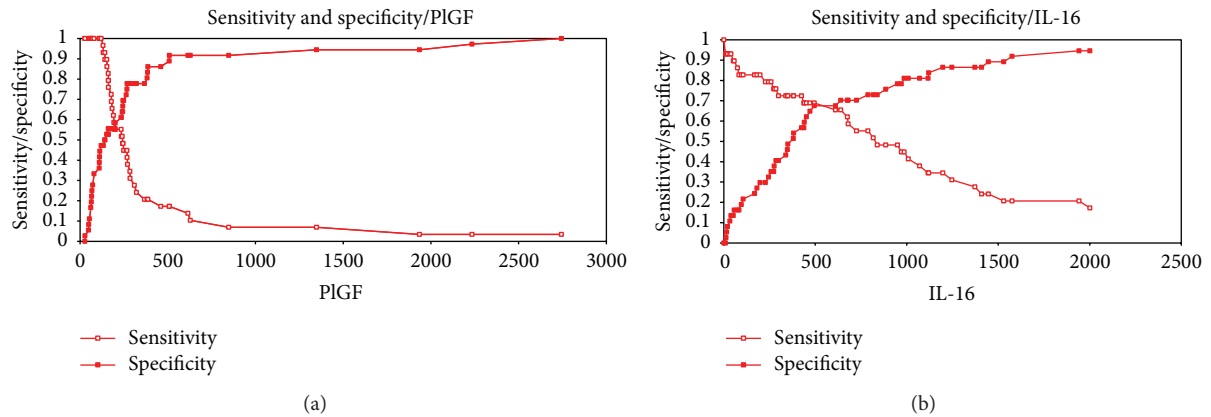 Sensitivity and specificity/PlGF
Sensitivity/specificity
1
0.9
0.8
0.7
0.6
0.5
0.4
0.3
0.2
0.1
0
0 500 1000 1500 2000 2500 3000
PlGF
Sensitivity
Specificity
(a)
Sensitivity and specificity/IL-16
Sensitivity/specificity
1
0.9
0.8
0.7
0.6
0.5
0.4
0.3
0.2
0.1
0
0 500 1000 1500 2000 2500
IL-16
Sensitivity
Specificity
(b)